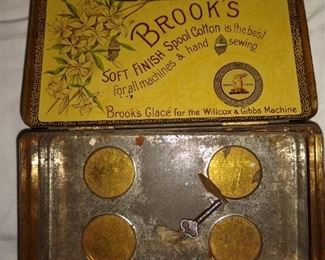 BROOK'S
SOFT FINISH SPOOL COTTON is the best
for all machines & hand sewing
Brooks Glacé for the Willcox & Gibbs Machine